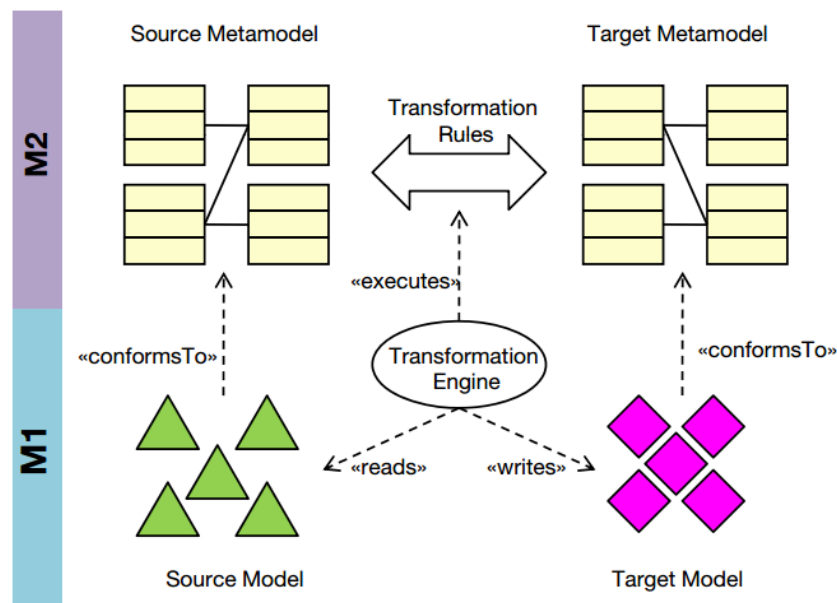 Source Metamodel
Target Metamodel
M2
Transformation
Rules
«executes»
«conformsTo»
«conformsTo»
M1
Transformation
Engine
«reads»
«writes»
Source Model
Target Model